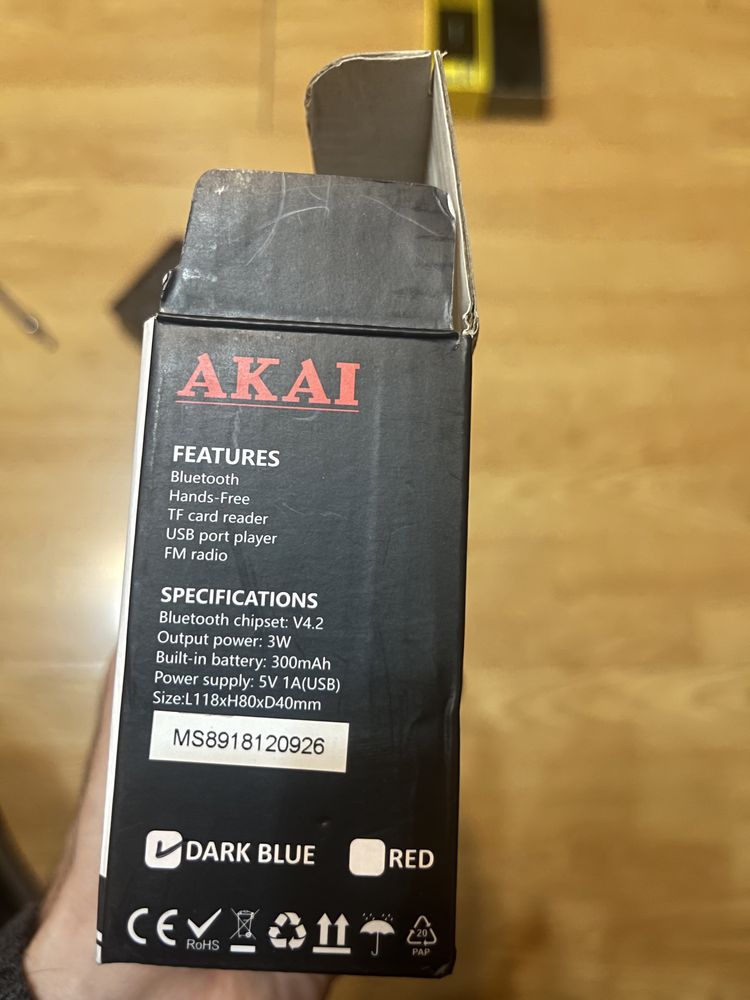 AKAI
FEATURES
Bluetooth
Hands-Free
TF card reader
USB port player
FM radio
SPECIFICATIONS
Bluetooth chipset: V4.2
Output power: 3W
Built-in battery: 300mAh
Power supply: 5V 1A(USB)
Size:L118xH80xD40mm
MS8918120926
DARK BLUE RED
CE RoHS 20 PAP